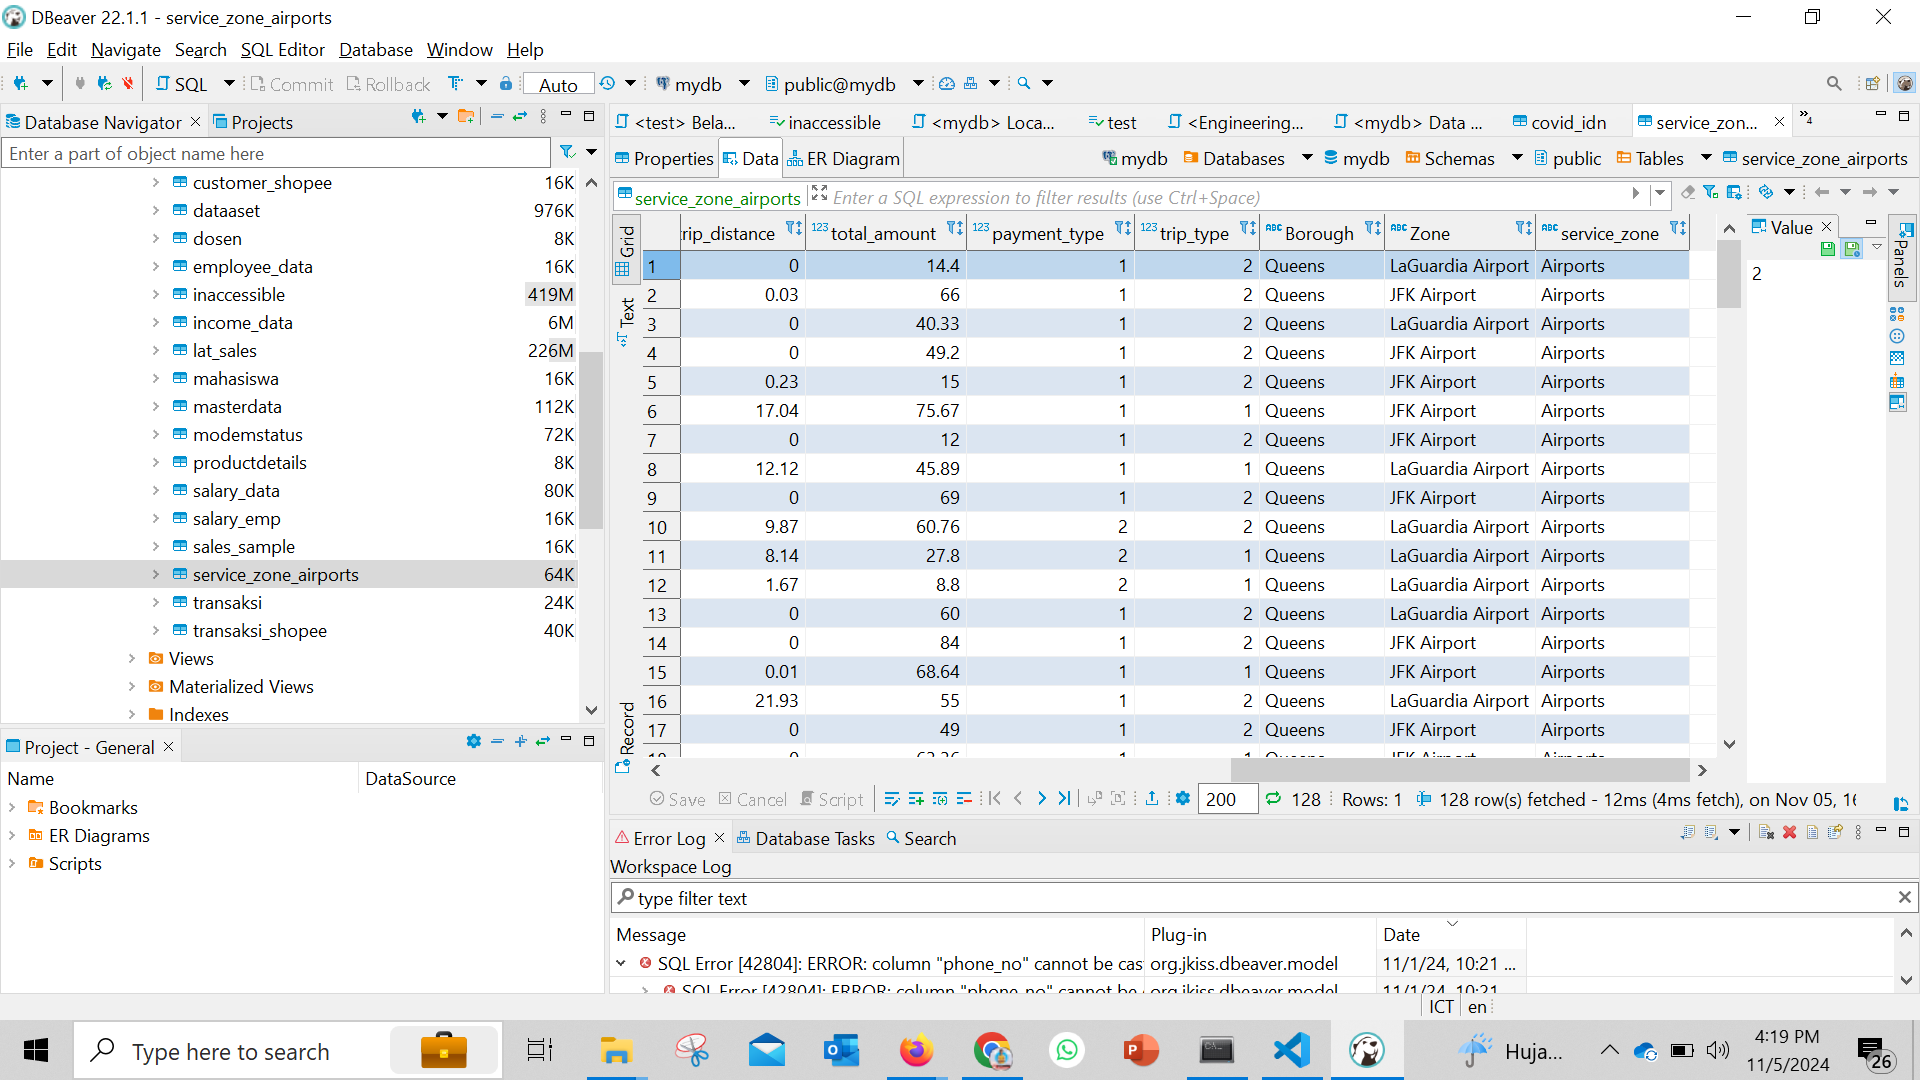 DBeaver 22.1.1 - service_zone_airports
File Edit Navigate Search SQL Editor Database Window Help
SQL Commit Rollback Auto mydb public@mydb
Database Navigator Projects
Enter a part of object name here
customer_shopee 16K
dataaset 976K
dosen 8K
employee_data 16K
inaccessible 419M
income_data 6M
lat_sales 226M
mahasiswa 16K
masterdata 112K
modemstatus 72K
productdetails 8K
salary_data 80K
salary_emp 16K
sales_sample 16K
service_zone_airports 64K
transaksi 24K
transaksi_shopee 40K
Views
Materialized Views
Indexes
Project - General
Name DataSource
Bookmarks
ER Diagrams
Scripts
<test> Bela... inaccessible <mydb> Loca... test <Engineering... <mydb> Data ... covid_idn service_zon... 4
Properties Data ER Diagram mydb Databases mydb Schemas public Tables service_zone_airports
service_zone_airports Enter a SQL expression to filter results (use Ctrl+Space)
Grid
Text
Record
trip_distance 123 total_amount 123 payment_type 123 trip_type ABC Borough ABC Zone ABC service_zone
1 0 14.4 1 2 Queens LaGuardia Airport Airports
2 0.03 66 1 2 Queens JFK Airport Airports
3 0 40.33 1 2 Queens LaGuardia Airport Airports
4 0 49.2 1 2 Queens JFK Airport Airports
5 0.23 15 1 2 Queens JFK Airport Airports
6 17.04 75.67 1 1 Queens JFK Airport Airports
7 0 12 1 2 Queens JFK Airport Airports
8 12.12 45.89 1 1 Queens LaGuardia Airport Airports
9 0 69 1 2 Queens JFK Airport Airports
10 9.87 60.76 2 2 Queens LaGuardia Airport Airports
11 8.14 27.8 2 1 Queens LaGuardia Airport Airports
12 1.67 8.8 2 1 Queens LaGuardia Airport Airports
13 0 60 1 2 Queens LaGuardia Airport Airports
14 0 84 1 2 Queens JFK Airport Airports
15 0.01 68.64 1 1 Queens JFK Airport Airports
16 21.93 55 1 2 Queens LaGuardia Airport Airports
17 0 49 1 2 Queens JFK Airport Airports
Value
2
Panels
Save Cancel Script 200 128 Rows: 1 128 row(s) fetched - 12ms (4ms fetch), on Nov 05, 16
Error Log Database Tasks Search
Workspace Log
type filter text
Message Plug-in Date
SQL Error [42804]: ERROR: column "phone_no" cannot be cas org.jkiss.dbeaver.model 11/1/24, 10:21 ...
SQL Error [42804]: ERROR: column "phone_no" cannot be org.jkiss.dbeaver.model 11/1/24, 10:21
ICT en
Type here to search
Huja...
4:19 PM
11/5/2024
26